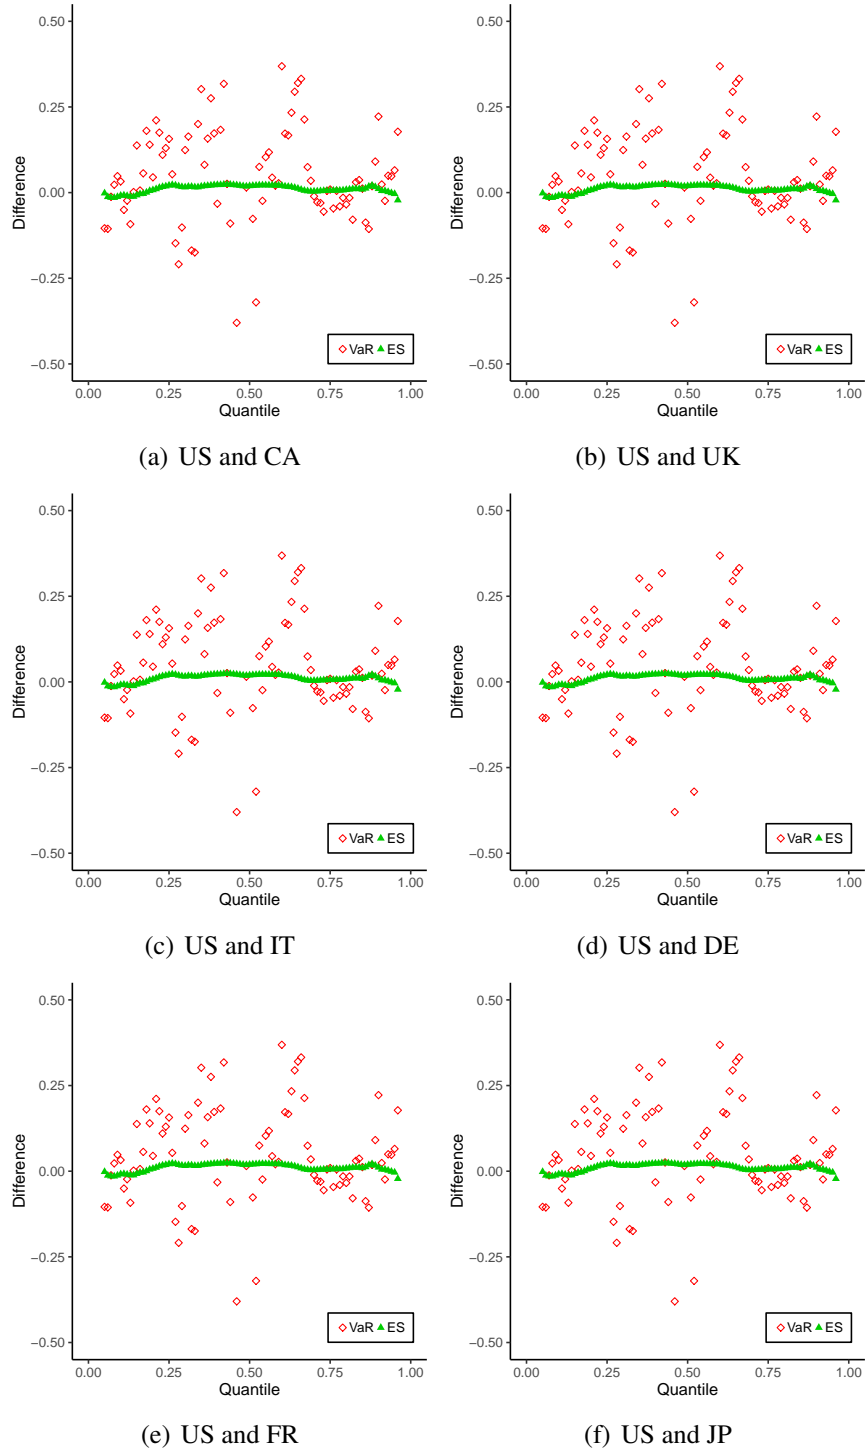 0.50
0.25
0.00
−0.25
−0.50
Difference
0.00 0.25 0.50 0.75 1.00
Quantile
VaR ES
(a) US and CA
0.50
0.25
0.00
−0.25
−0.50
Difference
0.00 0.25 0.50 0.75 1.00
Quantile
VaR ES
(b) US and UK
0.50
0.25
0.00
−0.25
−0.50
Difference
0.00 0.25 0.50 0.75 1.00
Quantile
VaR ES
(c) US and IT
0.50
0.25
0.00
−0.25
−0.50
Difference
0.00 0.25 0.50 0.75 1.00
Quantile
VaR ES
(d) US and DE
0.50
0.25
0.00
−0.25
−0.50
Difference
0.00 0.25 0.50 0.75 1.00
Quantile
VaR ES
(e) US and FR
0.50
0.25
0.00
−0.25
−0.50
Difference
0.00 0.25 0.50 0.75 1.00
Quantile
VaR ES
(f) US and JP